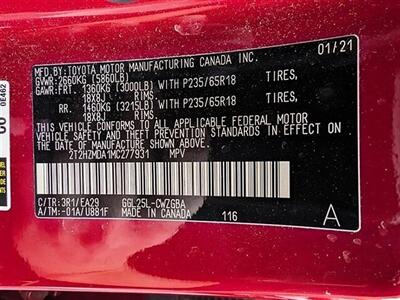 MFD.BY:TOYOTA MOTOR MANUFACTURING CANADA INC. 01/21
GVWR:2660KG (5860LB)
GAWR:FRT. 1360KG (3000LB) WITH P235/65R18 TIRES,
18X8J RIMS
RR. 1460KG (3215LB) WITH P235/65R18 TIRES,
18X8J RIMS
THIS VEHICLE CONFORMS TO ALL APPLICABLE FEDERAL MOTOR
VEHICLE SAFETY AND THEFT PREVENTION STANDARDS IN EFFECT ON
THE DATE OF MANUFACTURE SHOWN ABOVE.
2T2HZMDA1MC277931 MPV
C/TR:3R1/EA29 GGL25L-CWZGBA
A/TM:-01A/U881F MADE IN CANADA 116 A
0E462